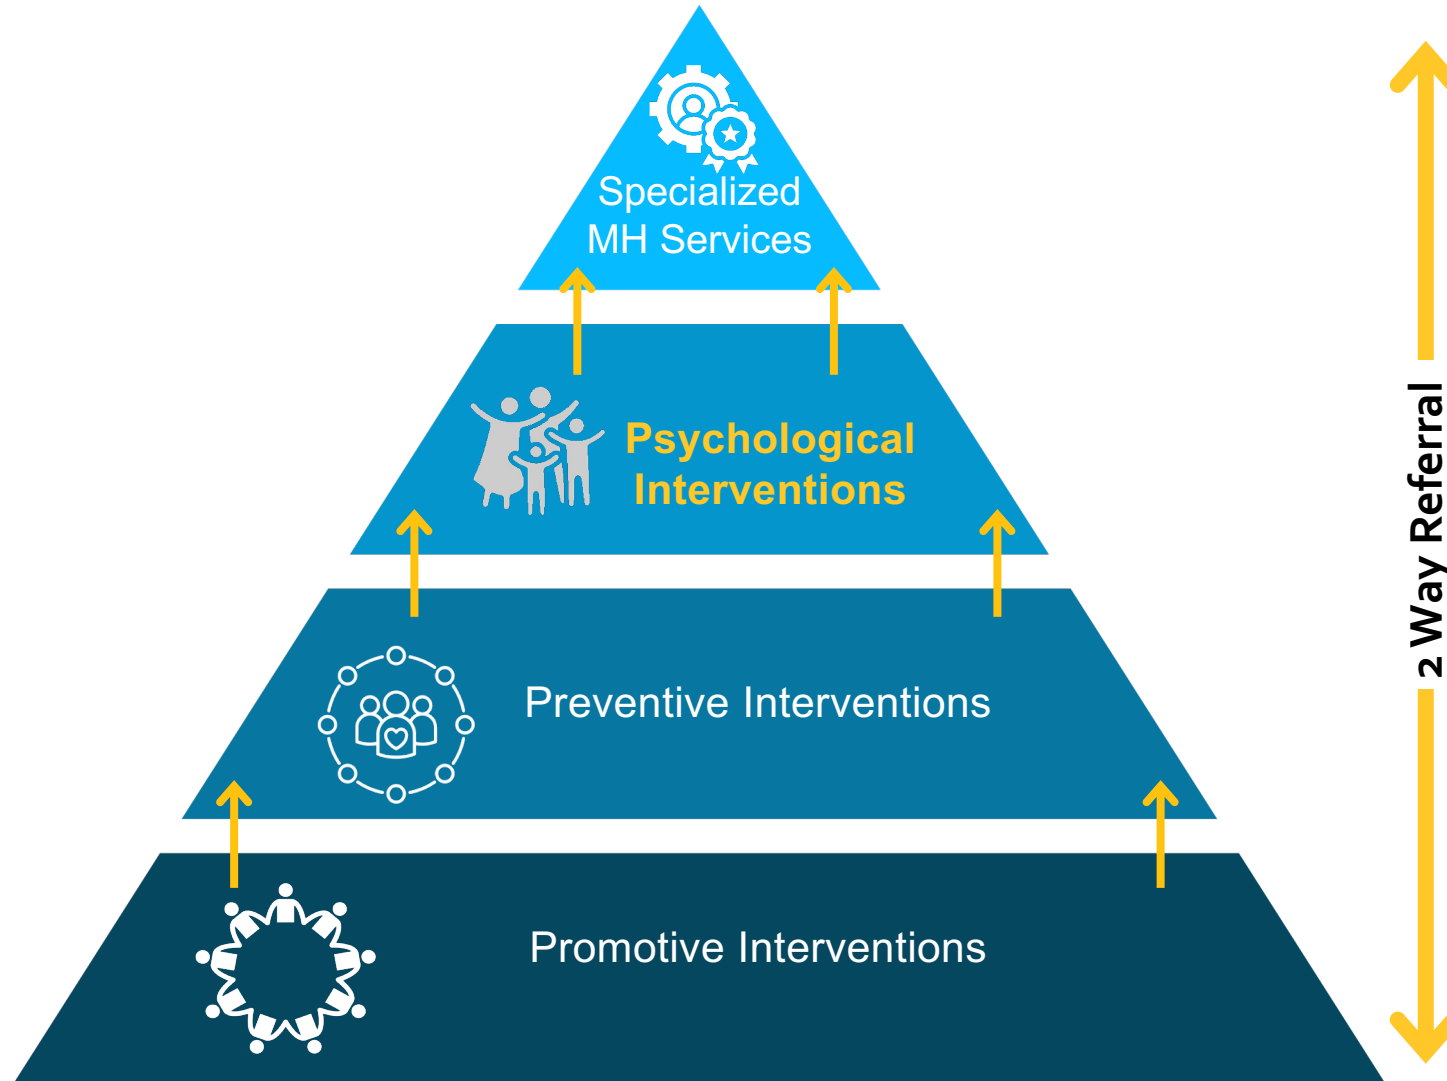 Specialized
MH Services
Psychological
Interventions
Preventive Interventions
Promotive Interventions
2 Way Referral